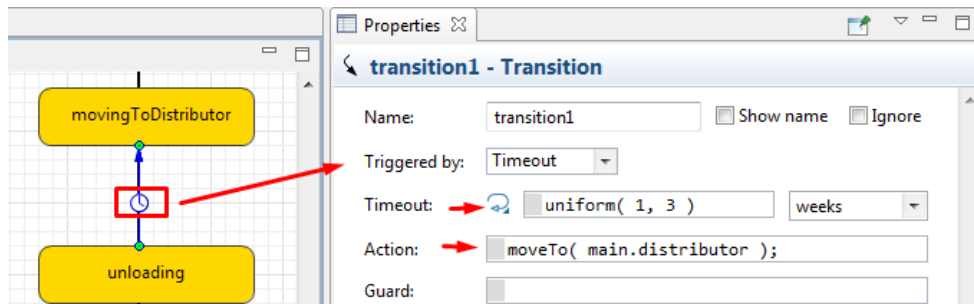 Properties
transition1 - Transition
movingToDistributor
Name: transition1 Show name Ignore
Triggered by: Timeout
Timeout: uniform( 1, 3 ) weeks
Action: moveTo( main.distributor );
unloading
Guard: